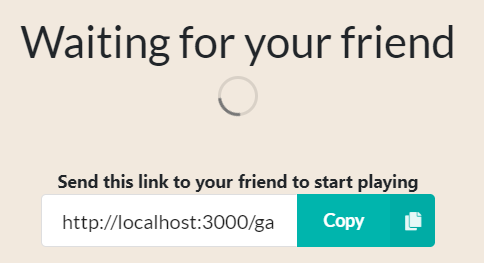 Waiting for your friend
Send this link to your friend to start playing
http://localhost:3000/ga
Copy